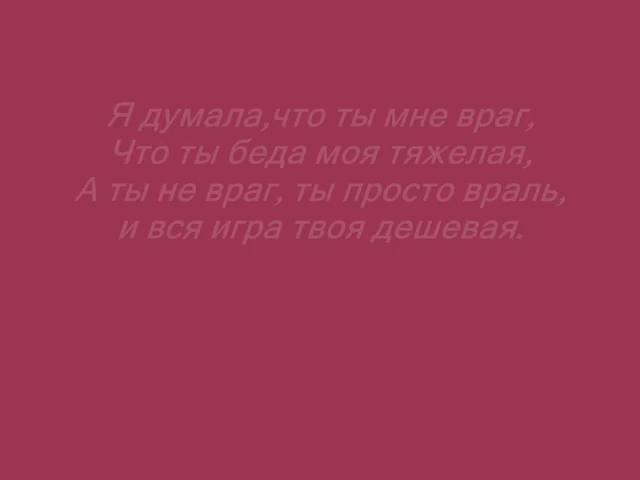 Я думала,что ты мне враг,
Что ты беда моя тяжелая,
А ты не враг, ты просто враль,
и вся игра твоя дешевая.